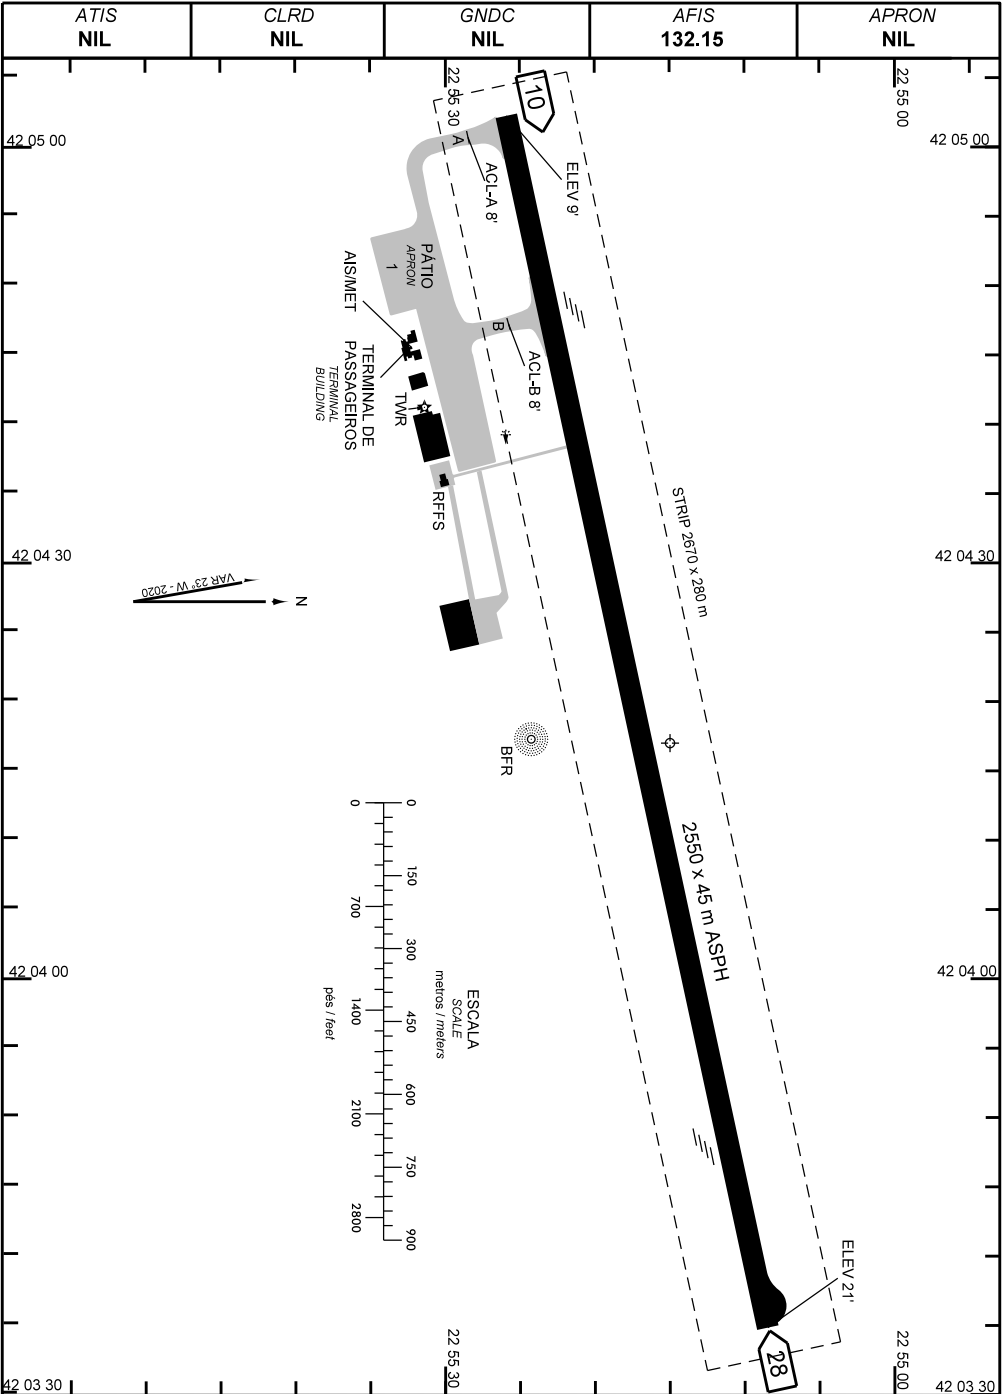 ATIS
NIL
CLRD
NIL
GNDC
NIL
AFIS
132.15
APRON
NIL
22 55 30
22 55 00
42 05 00
42 05 00
10
A
ACL-A 8'
ELEV 9'
PÁTIO
APRON
1
AIS/MET
B
ACL-B 8'
TERMINAL DE
PASSAGEIROS
TERMINAL
BUILDING
TWR
RFFS
STRIP 2670 x 280 m
42 04 30
42 04 30
VAR 23° W - 2020
N
BFR
2550 x 45 m ASPH
0
150
300
450
600
750
900
0
700
1400
2100
2800
ESCALA
SCALE
metros / meters
pés / feet
42 04 00
42 04 00
ELEV 21'
28
22 55 30
22 55 00
42 03 30
42 03 30